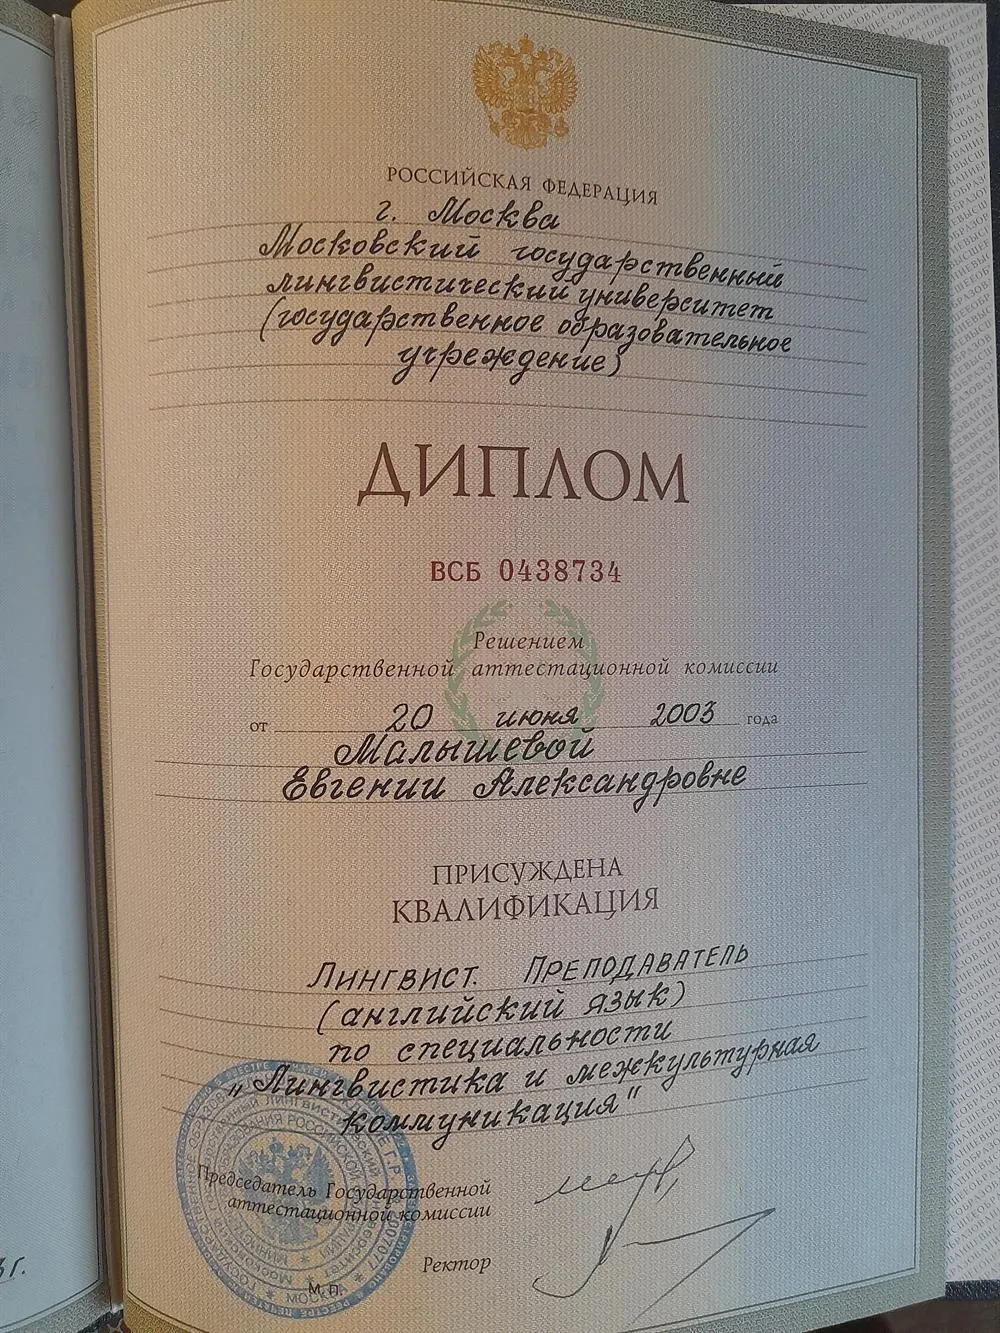 РОССИЙСКАЯ ФЕДЕРАЦИЯ
г. Москва
Московский государственный
лингвистический университет
(государственное образовательное
учреждение)
ДИПЛОМ
ВСБ 0438734
Решением
Государственной аттестационной комиссии
от 20 июня 2003 года
Малышевой
Евгении Александровне
ПРИСУЖДЕНА
КВАЛИФИКАЦИЯ
Лингвист. Преподаватель
(английский язык)
по специальности
„Лингвистика и межкультурная
коммуникация"
Председатель Государственной
аттестационной комиссии
Ректор
М.П.
МОСКВА